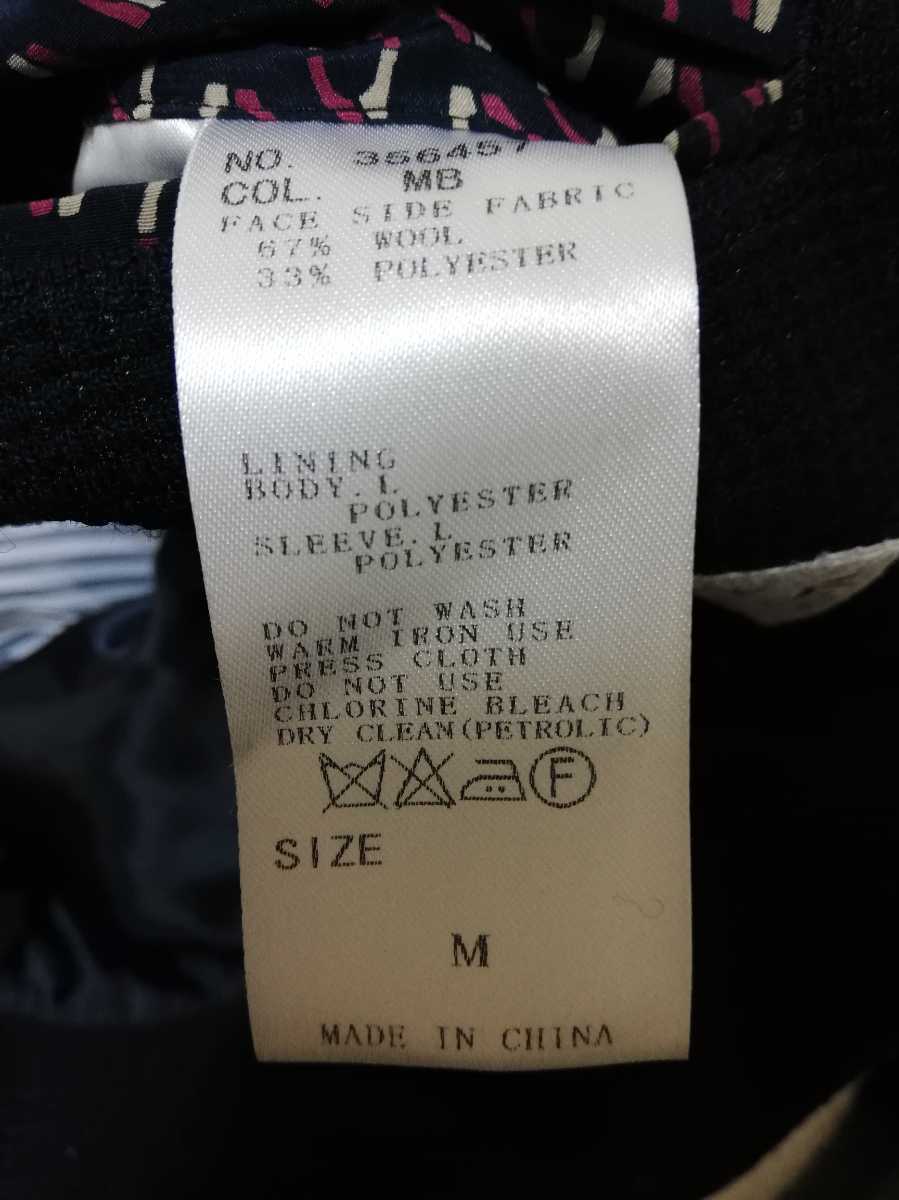 NO. 356457
COL. MB
FACE SIDE FABRIC
67% WOOL
33% POLYESTER
LINING
BODY.L
POLYESTER
SLEEVE.L
POLYESTER
DO NOT WASH
WARM IRON USE
PRESS CLOTH
DO NOT USE
CHLORINE BLEACH
DRY CLEAN(PETROLIC)
F
SIZE
M
MADE IN CHINA